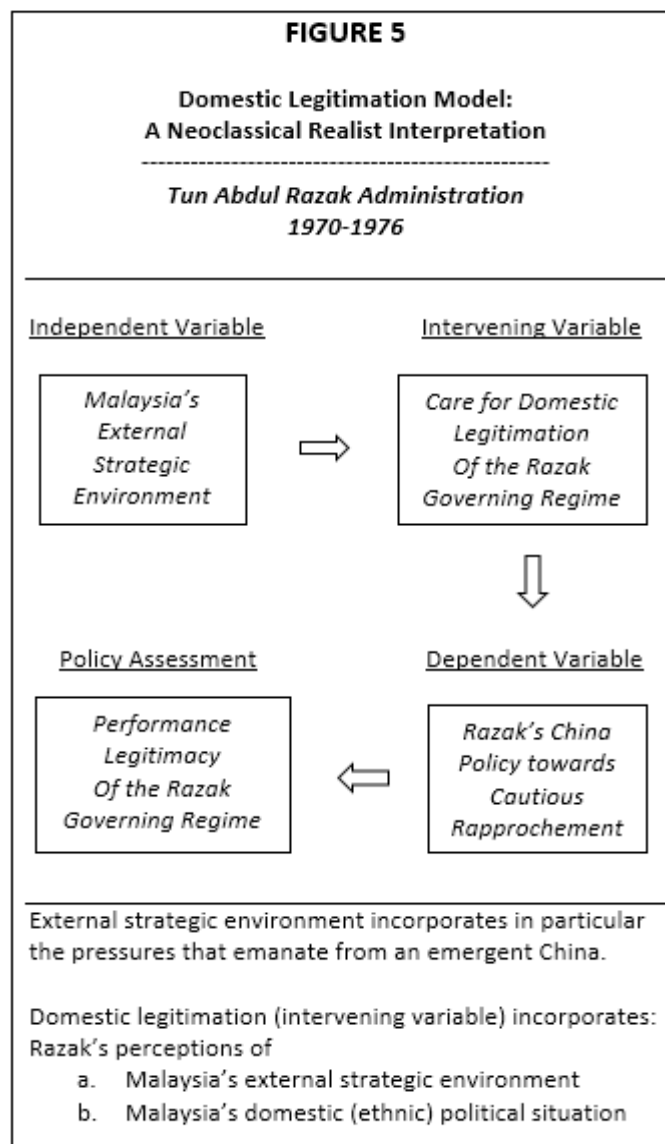 FIGURE 5
Domestic Legitimation Model:
A Neoclassical Realist Interpretation
--------------------------------------------------
Tun Abdul Razak Administration
1970-1976
Independent Variable
Malaysia's
External
Strategic
Environment
Intervening Variable
Care for Domestic
Legitimation
Of the Razak
Governing Regime
Policy Assessment
Performance
Legitimacy
Of the Razak
Governing Regime
Dependent Variable
Razak's China
Policy towards
Cautious
Rapprochement
External strategic environment incorporates in particular
the pressures that emanate from an emergent China.
Domestic legitimation (intervening variable) incorporates:
Razak's perceptions of
a. Malaysia's external strategic environment
b. Malaysia's domestic (ethnic) political situation